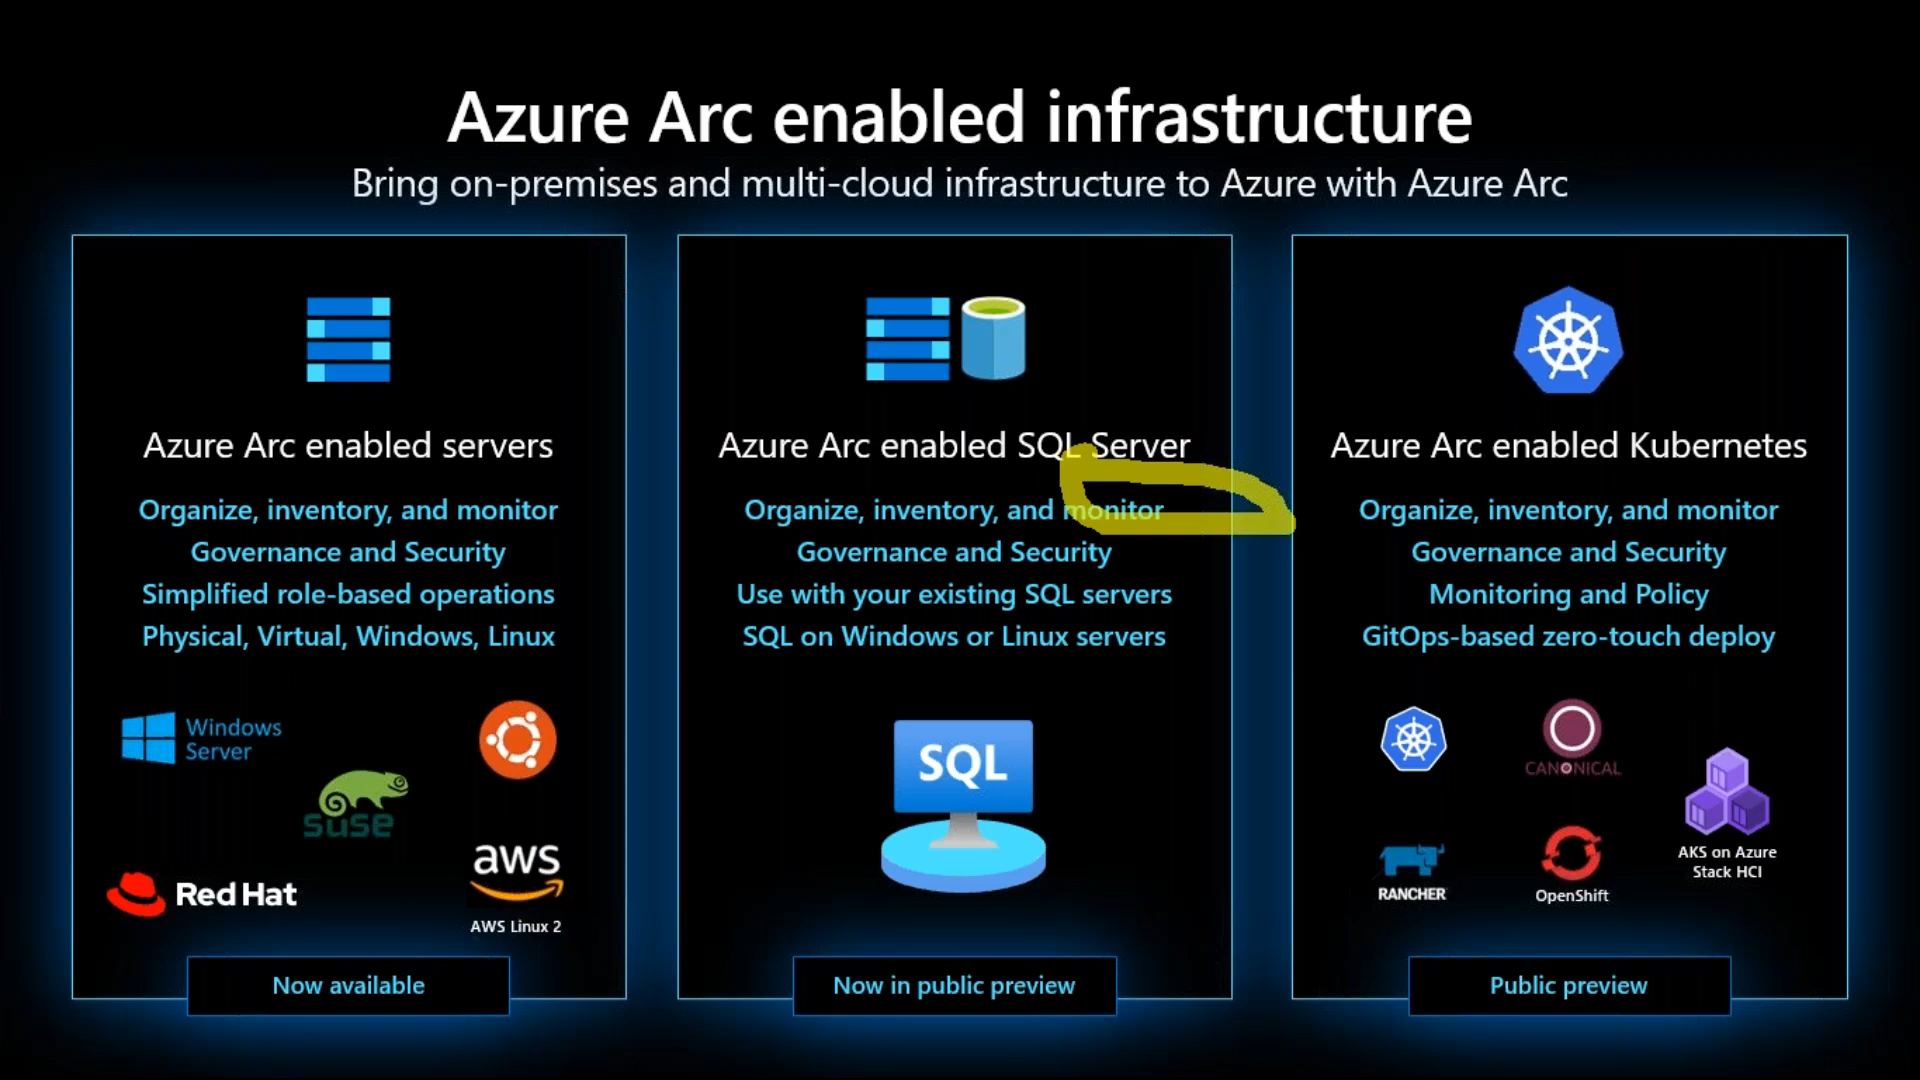 Azure Arc enabled infrastructure
Bring on-premises and multi-cloud infrastructure to Azure with Azure Arc
Azure Arc enabled servers
Organize, inventory, and monitor
Governance and Security
Simplified role-based operations
Physical, Virtual, Windows, Linux
Windows
Server
SUSE
Red Hat
aws
AWS Linux 2
Now available
Azure Arc enabled SQL Server
Organize, inventory, and monitor
Governance and Security
Use with your existing SQL servers
SQL on Windows or Linux servers
SQL
Now in public preview
Azure Arc enabled Kubernetes
Organize, inventory, and monitor
Governance and Security
Monitoring and Policy
GitOps-based zero-touch deploy
CANONICAL
AKS on Azure
Stack HCI
RANCHER
OpenShift
Public preview